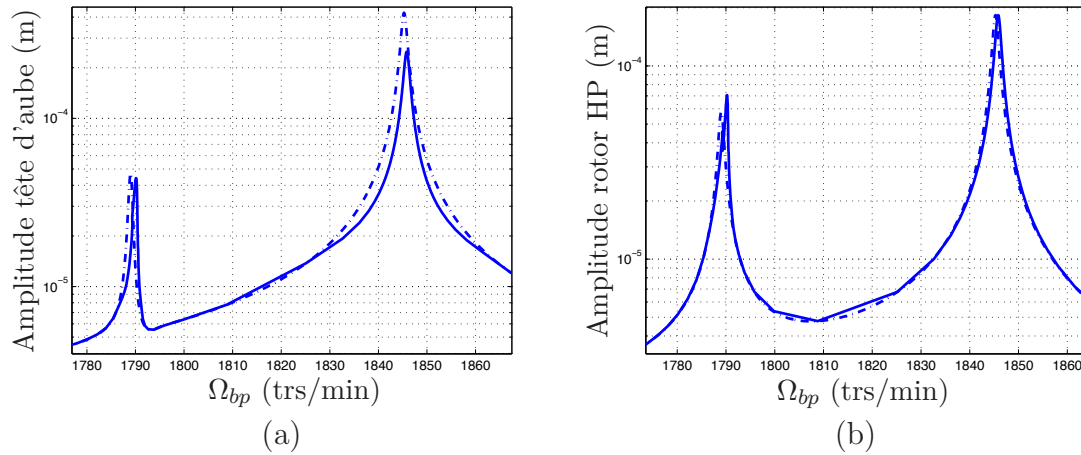 Amplitude tête d'aube (m)
10⁻⁴
10⁻⁵
1780 1790 1800 1810 1820 1830 1840 1850 1860
Ω_bp (trs/min)
(a)
Amplitude rotor HP (m)
10⁻⁴
10⁻⁵
1780 1790 1800 1810 1820 1830 1840 1850 1860
Ω_bp (trs/min)
(b)